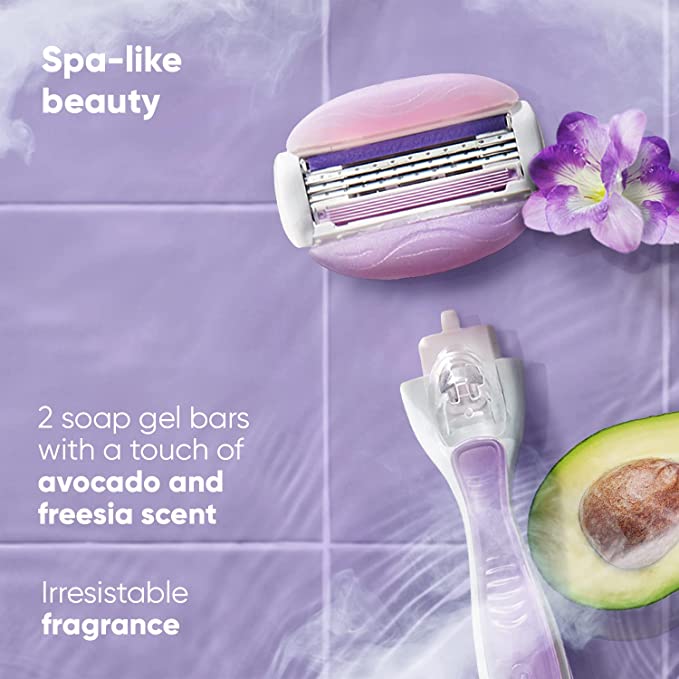 Spa-like
beauty
2 soap gel bars
with a touch of
avocado and
freesia scent
Irresistable
fragrance